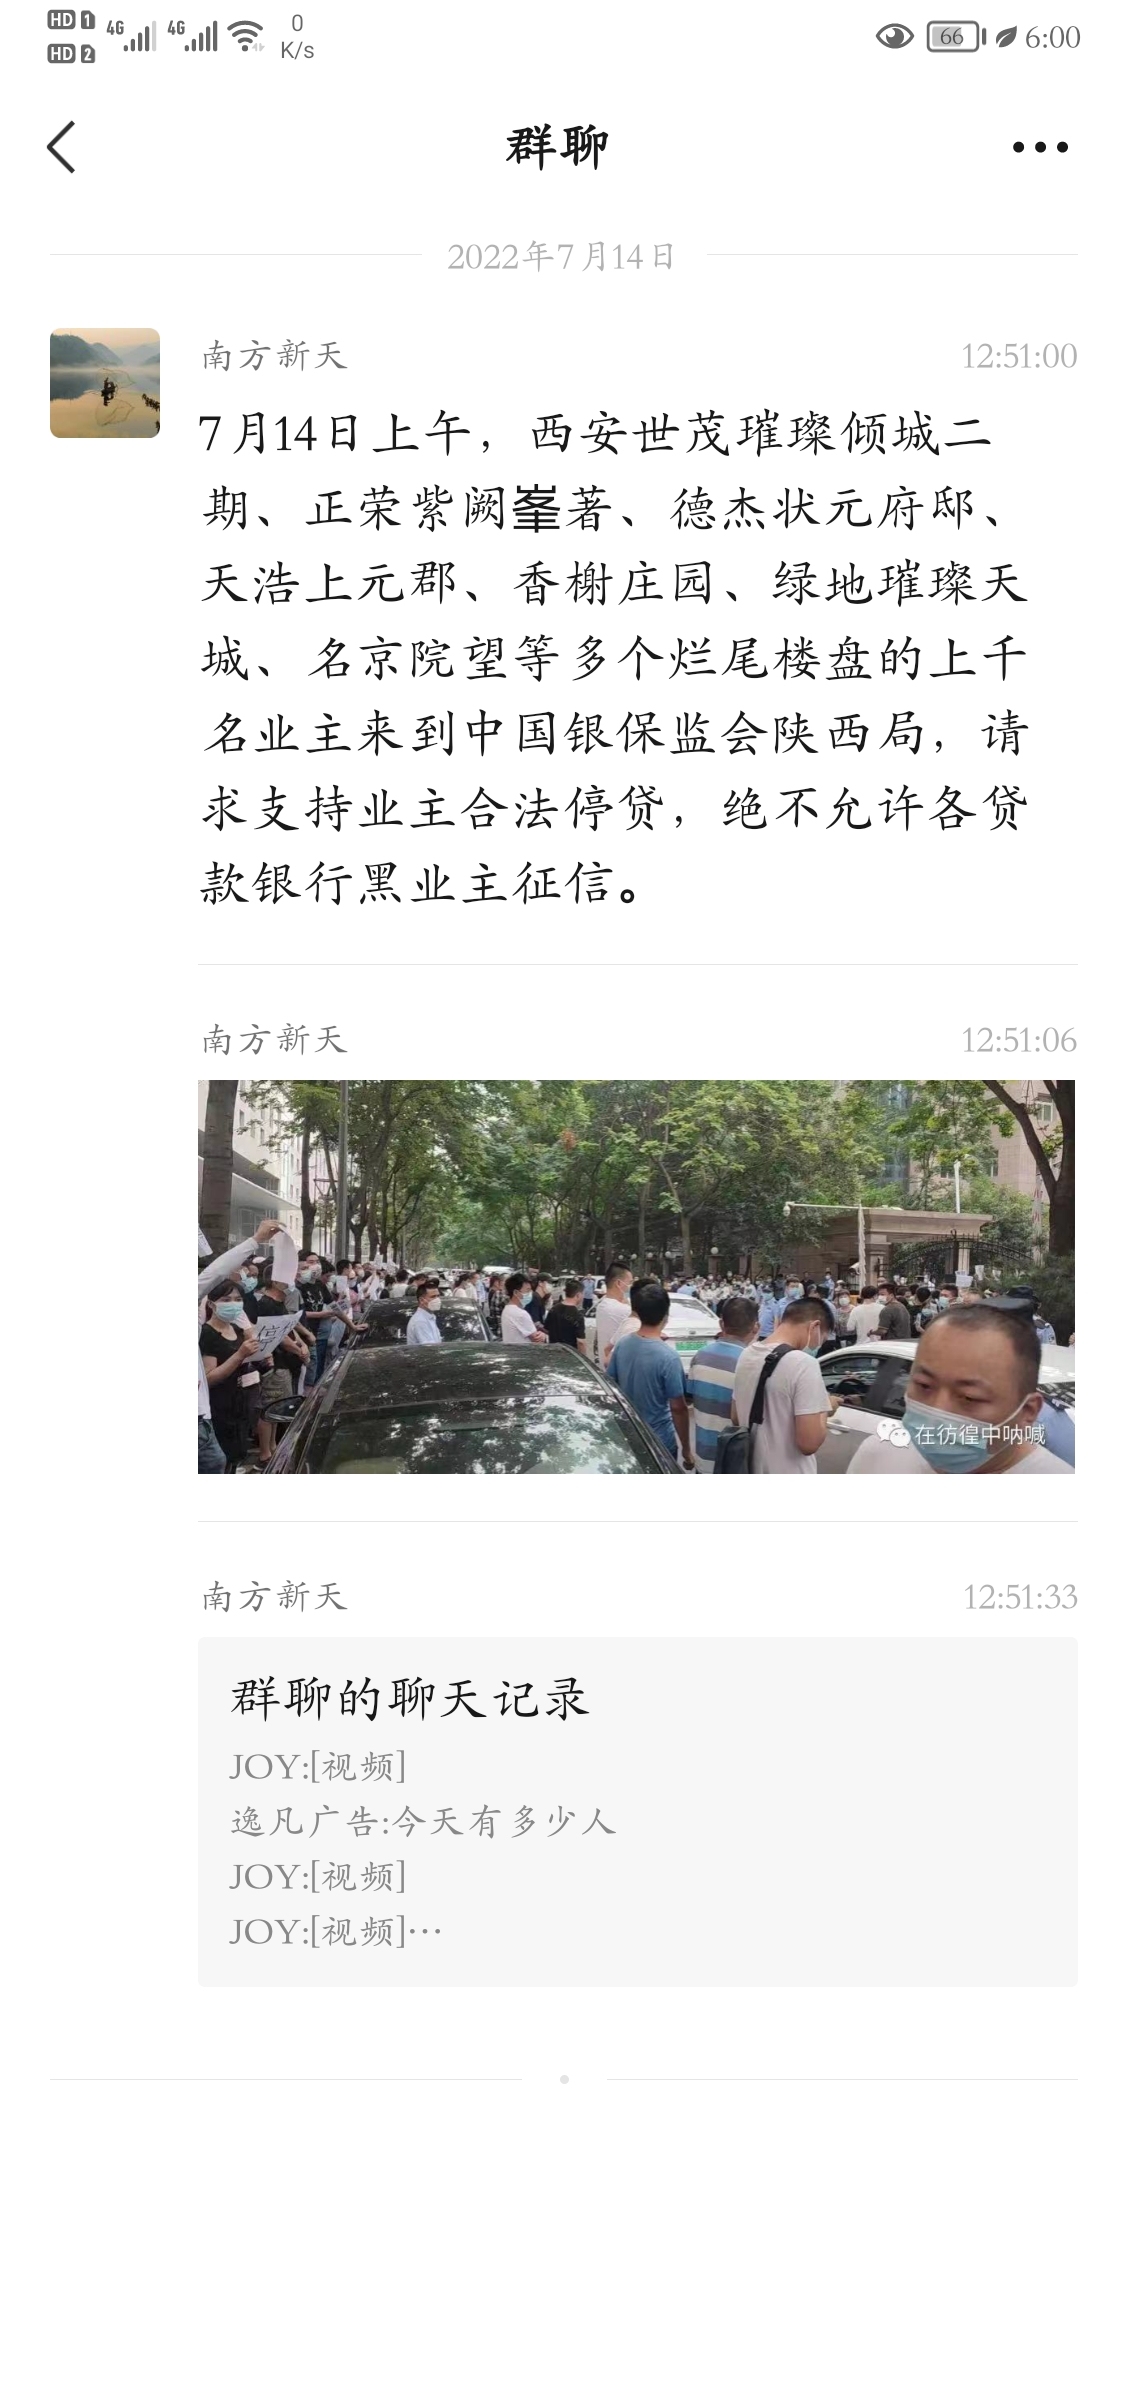 HD 1 4G 4G 0
HD 2 K/s
66 6:00
群聊
2022年7月14日
南方新天 12:51:00
7月14日上午，西安世茂璀璨倾城二
期、正荣紫阙峯著、德杰状元府邸、
天浩上元郡、香榭庄园、绿地璀璨天
城、名京院望等多个烂尾楼盘的上千
名业主来到中国银保监会陕西局，请
求支持业主合法停贷，绝不允许各贷
款银行黑业主征信。
南方新天 12:51:06
停
在彷徨中呐喊
南方新天 12:51:33
群聊的聊天记录
JOY:[视频]
逸凡广告:今天有多少人
JOY:[视频]
JOY:[视频]…